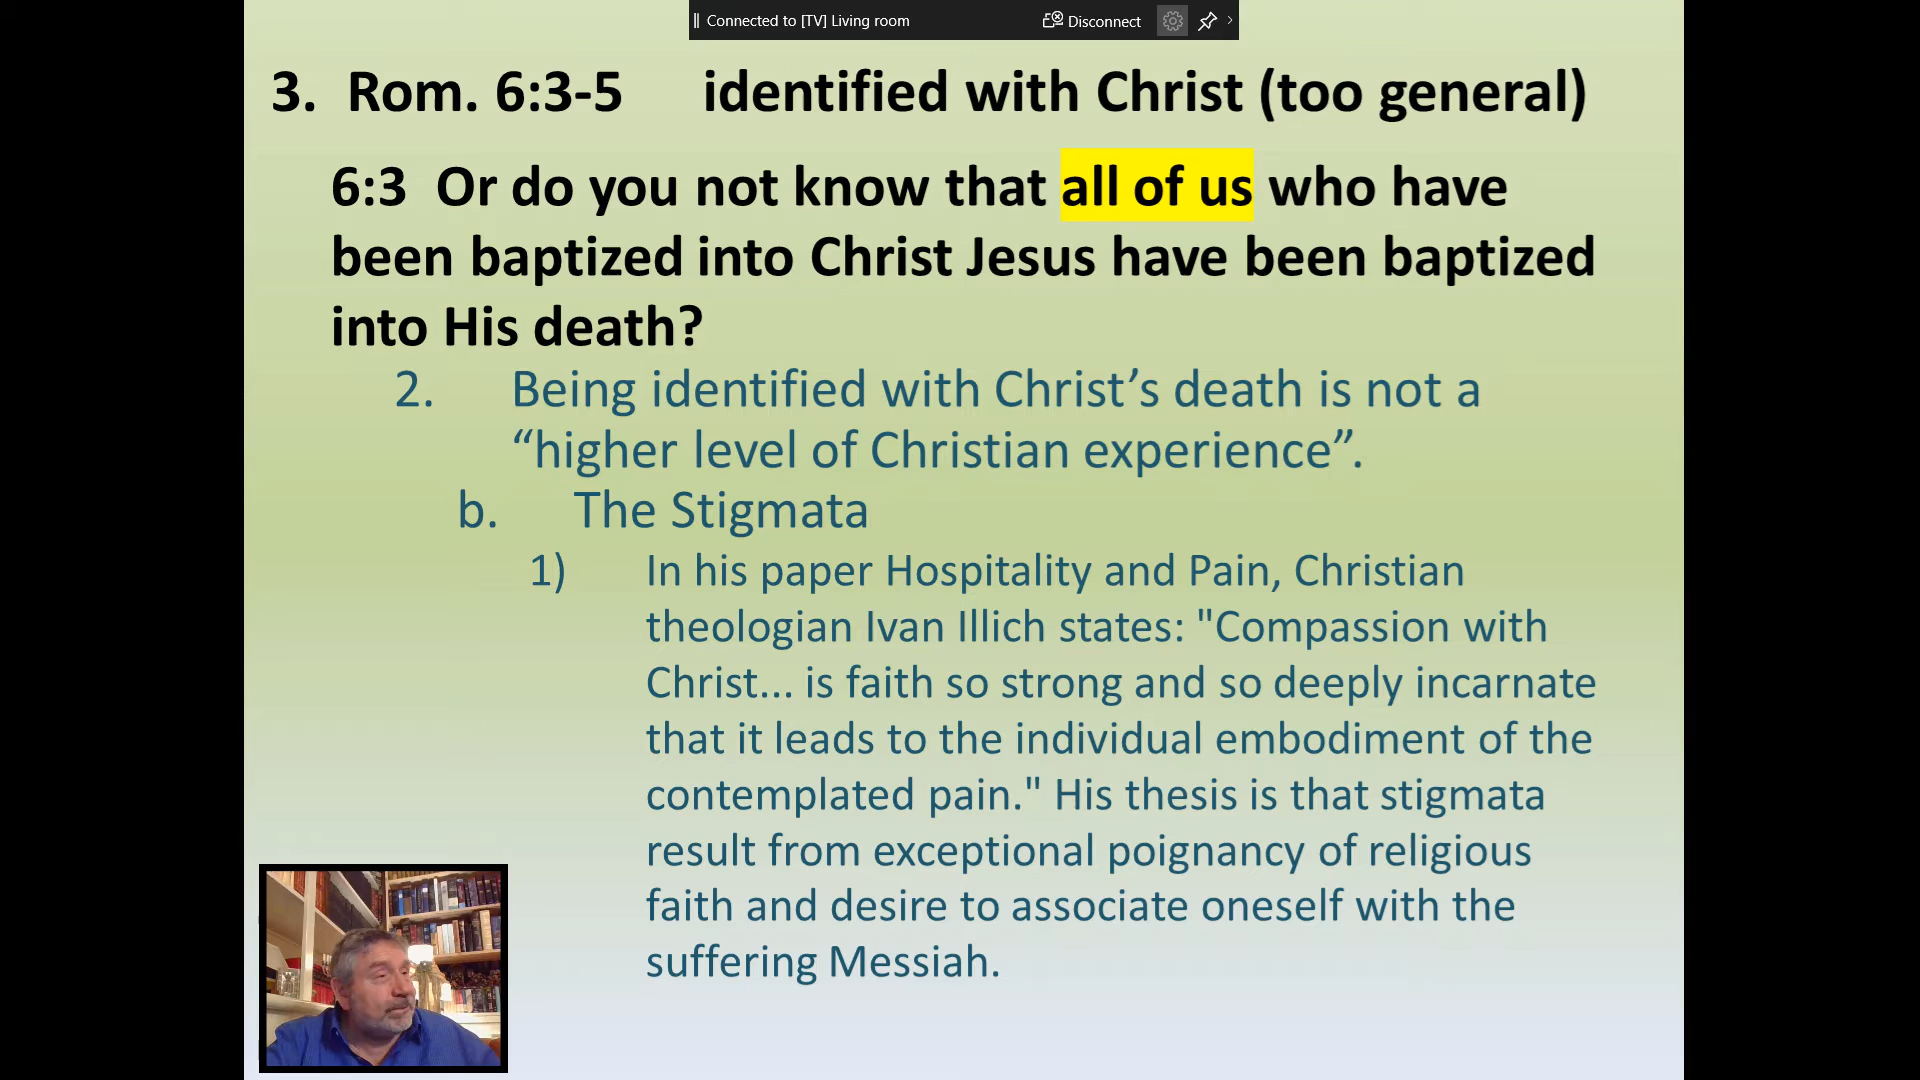 Connected to [TV] Living room Disconnect
3. Rom. 6:3-5 identified with Christ (too general)
6:3 Or do you not know that all of us who have
been baptized into Christ Jesus have been baptized
into His death?
2. Being identified with Christ’s death is not a
“higher level of Christian experience”.
b. The Stigmata
1) In his paper Hospitality and Pain, Christian
theologian Ivan Illich states: "Compassion with
Christ... is faith so strong and so deeply incarnate
that it leads to the individual embodiment of the
contemplated pain." His thesis is that stigmata
result from exceptional poignancy of religious
faith and desire to associate oneself with the
suffering Messiah.